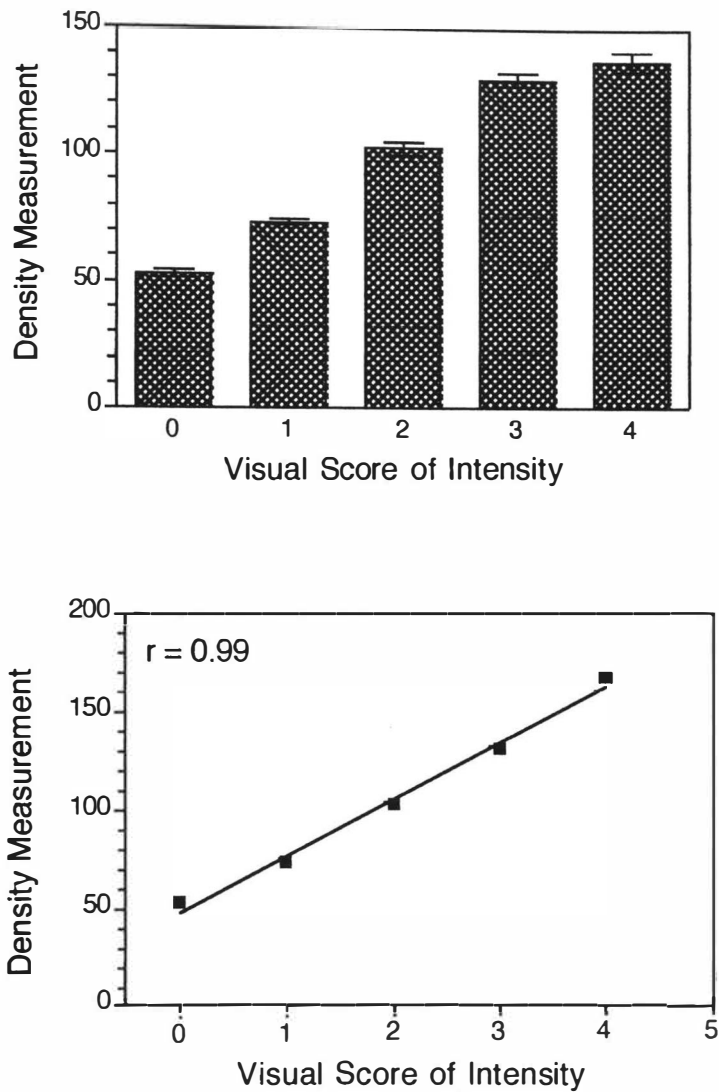 150
100
50
0
Density Measurement
0 1 2 3 4
Visual Score of Intensity
200
150
100
50
0
r = 0.99
Density Measurement
0 1 2 3 4 5
Visual Score of Intensity